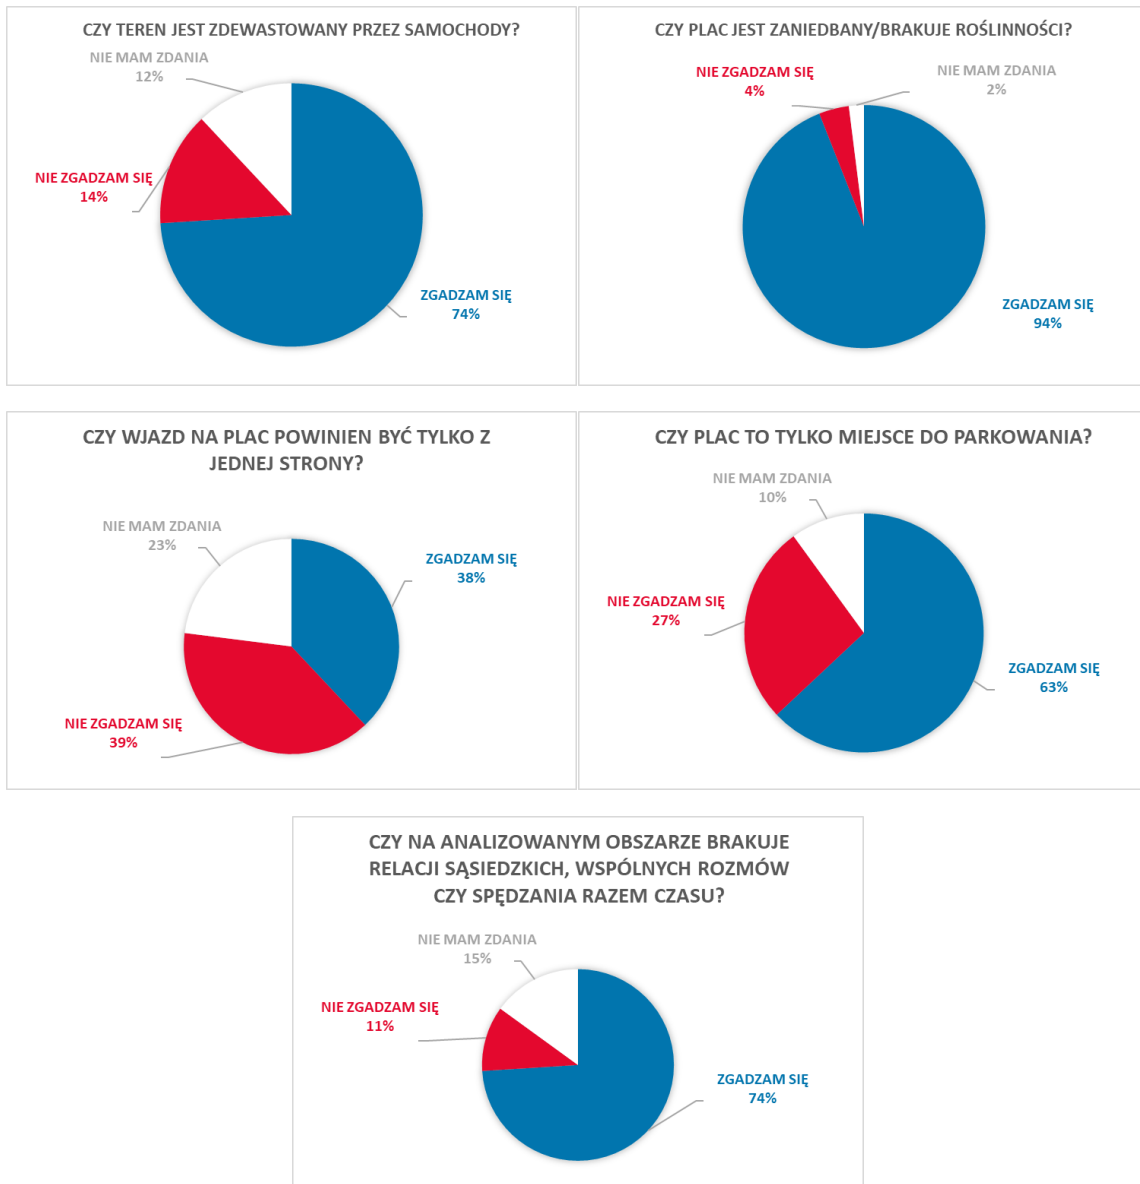 CZY TEREN JEST ZDEWASTOWANY PRZEZ SAMOCHODY?
NIE MAM ZDANIA
12%
NIE ZGADZAM SIĘ
14%
ZGADZAM SIĘ
74%
CZY PLAC JEST ZANIEDBANY/BRAKUJE ROŚLINNOŚCI?
NIE ZGADZAM SIĘ
4%
NIE MAM ZDANIA
2%
ZGADZAM SIĘ
94%
CZY WJAZD NA PLAC POWINIEN BYĆ TYLKO Z
JEDNEJ STRONY?
NIE MAM ZDANIA
23%
ZGADZAM SIĘ
38%
NIE ZGADZAM SIĘ
39%
CZY PLAC TO TYLKO MIEJSCE DO PARKOWANIA?
NIE MAM ZDANIA
10%
NIE ZGADZAM SIĘ
27%
ZGADZAM SIĘ
63%
CZY NA ANALIZOWANYM OBSZARZE BRAKUJE
RELACJI SĄSIEDZKICH, WSPÓLNYCH ROZMÓW
CZY SPĘDZANIA RAZEM CZASU?
NIE MAM ZDANIA
15%
NIE ZGADZAM SIĘ
11%
ZGADZAM SIĘ
74%